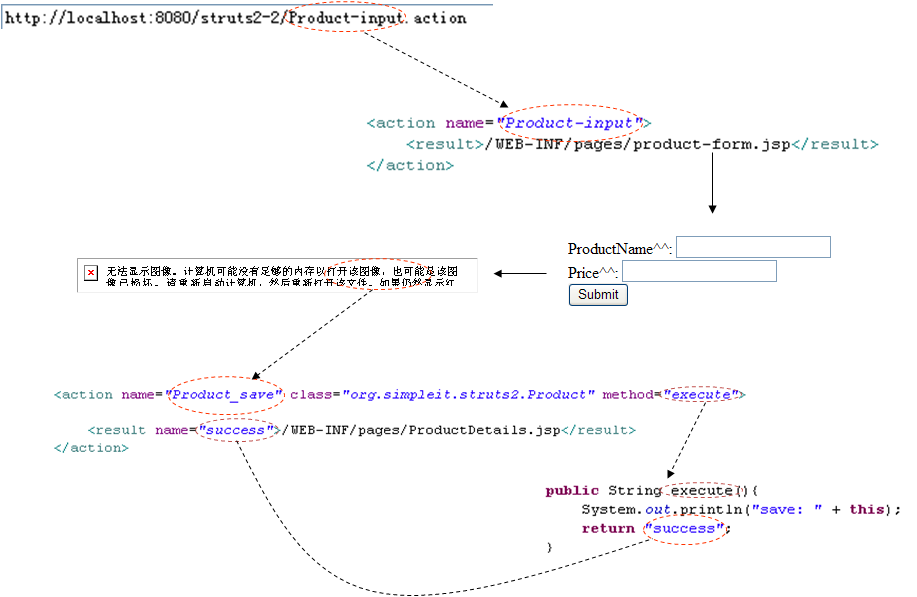 http://localhost:8080/struts2-2/Product-input.action
<action name="Product-input">
<result>/WEB-INF/pages/product-form.jsp</result>
</action>
ProductName^^:
Price^^:
Submit
无法显示图像。计算机可能没有足够的内存以打开该图像，也可能是该图
像已损坏。请重新启动计算机，然后重新打开该文件。如果仍然显示红
<action name="Product_save" class="org.simpleit.struts2.Product" method="execute">
<result name="success">/WEB-INF/pages/ProductDetails.jsp</result>
</action>
public String execute(){
System.out.println("save: " + this);
return "success";
}